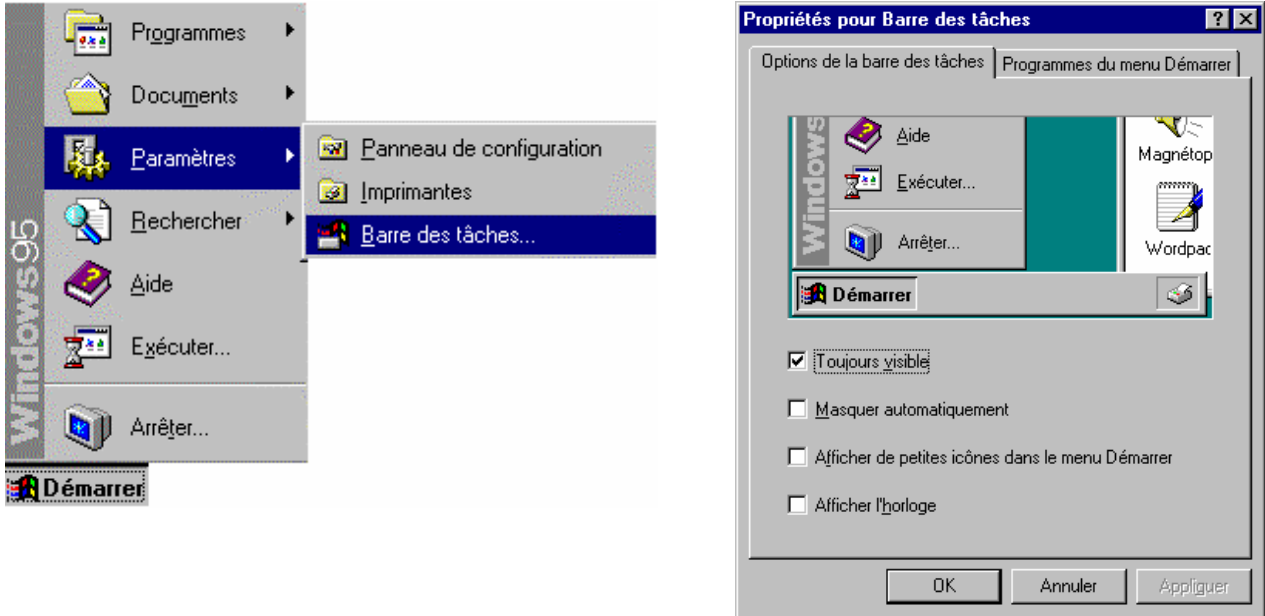 Programmes
Documents
Paramètres
Rechercher
Aide
Exécuter...
Arrêter...
Windows95
Démarrer
Panneau de configuration
Imprimantes
Barre des tâches...
Propriétés pour Barre des tâches
Options de la barre des tâches
Programmes du menu Démarrer
Windows
Aide
Exécuter...
Arrêter...
Démarrer
Magnétop
Wordpac
Toujours visible
Masquer automatiquement
Afficher de petites icônes dans le menu Démarrer
Afficher l'horloge
OK
Annuler
Appliquer